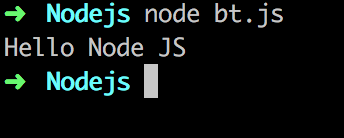 ➜ Nodejs node bt.js
Hello Node JS
➜ Nodejs